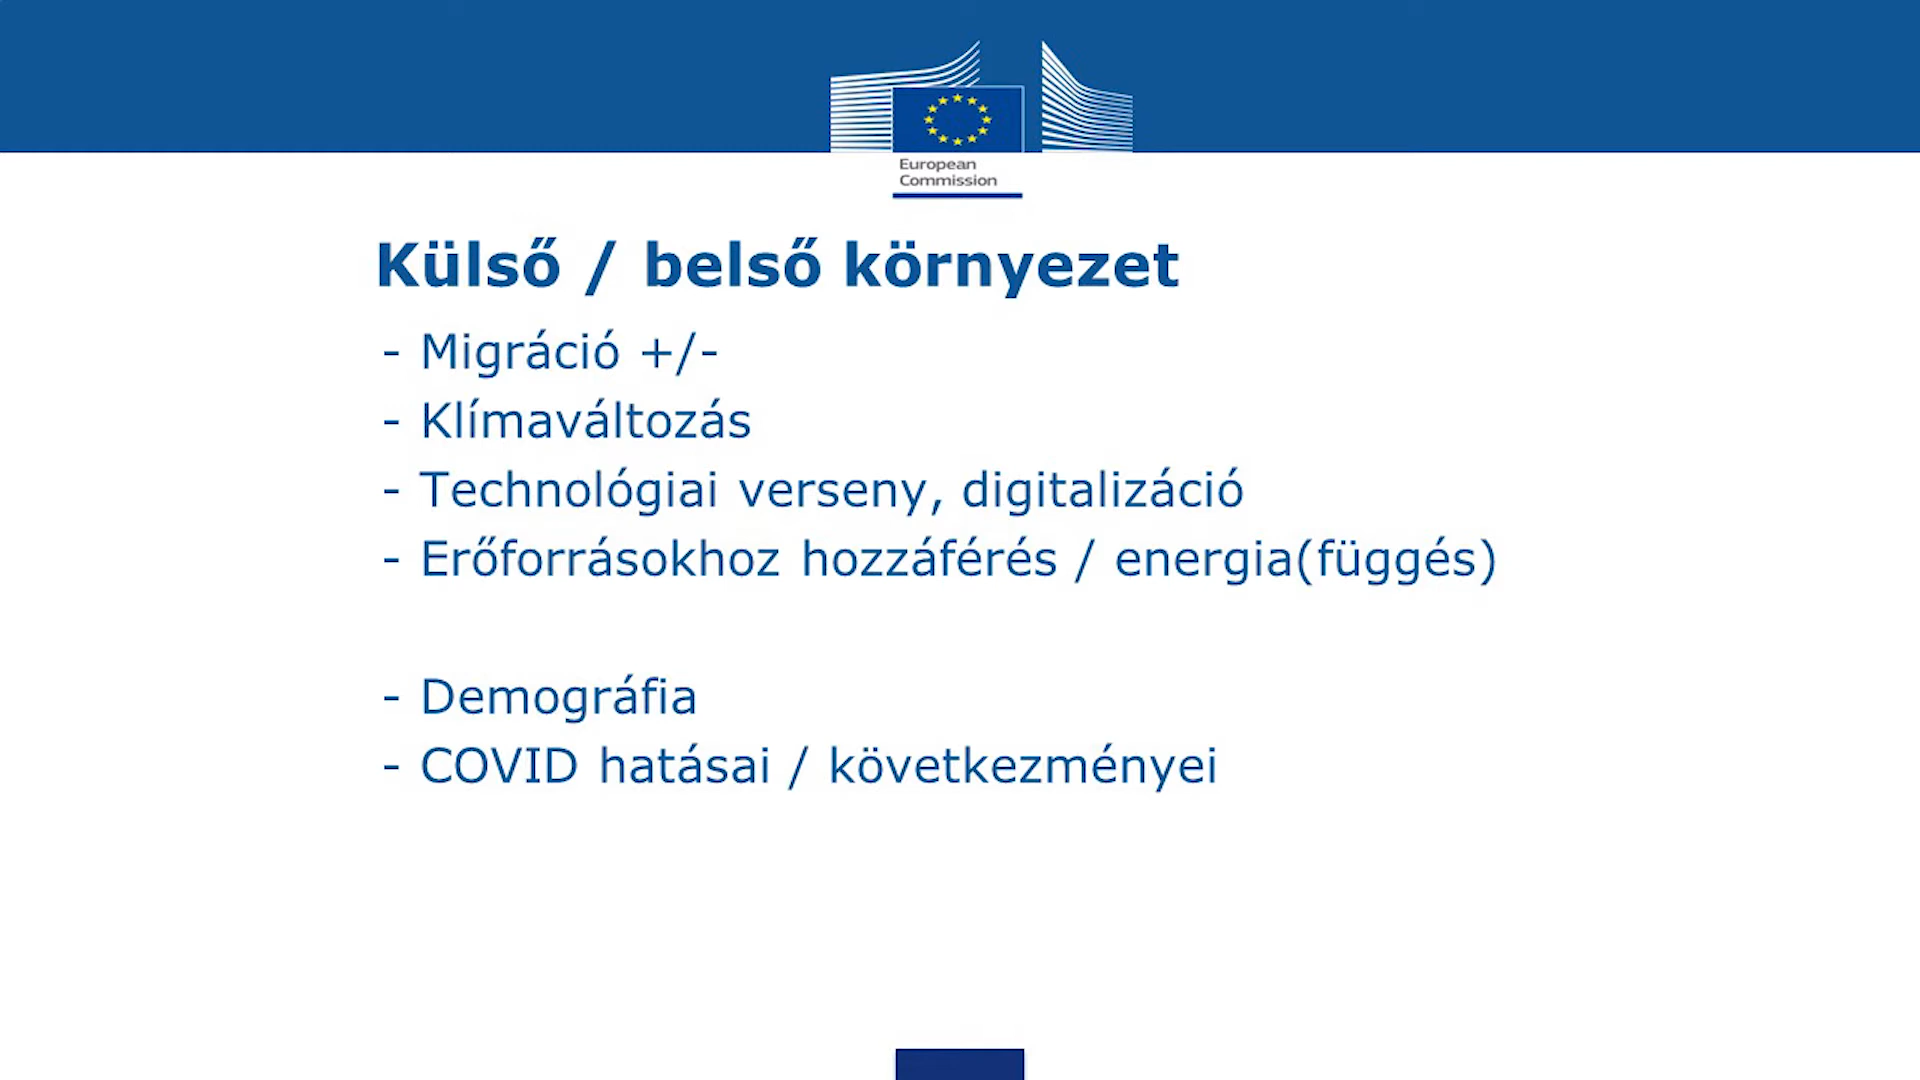 European
Commission
Külső / belső környezet
- Migráció +/-
- Klímaváltozás
- Technológiai verseny, digitalizáció
- Erőforrásokhoz hozzáférés / energia(függés)
- Demográfia
- COVID hatásai / következményei